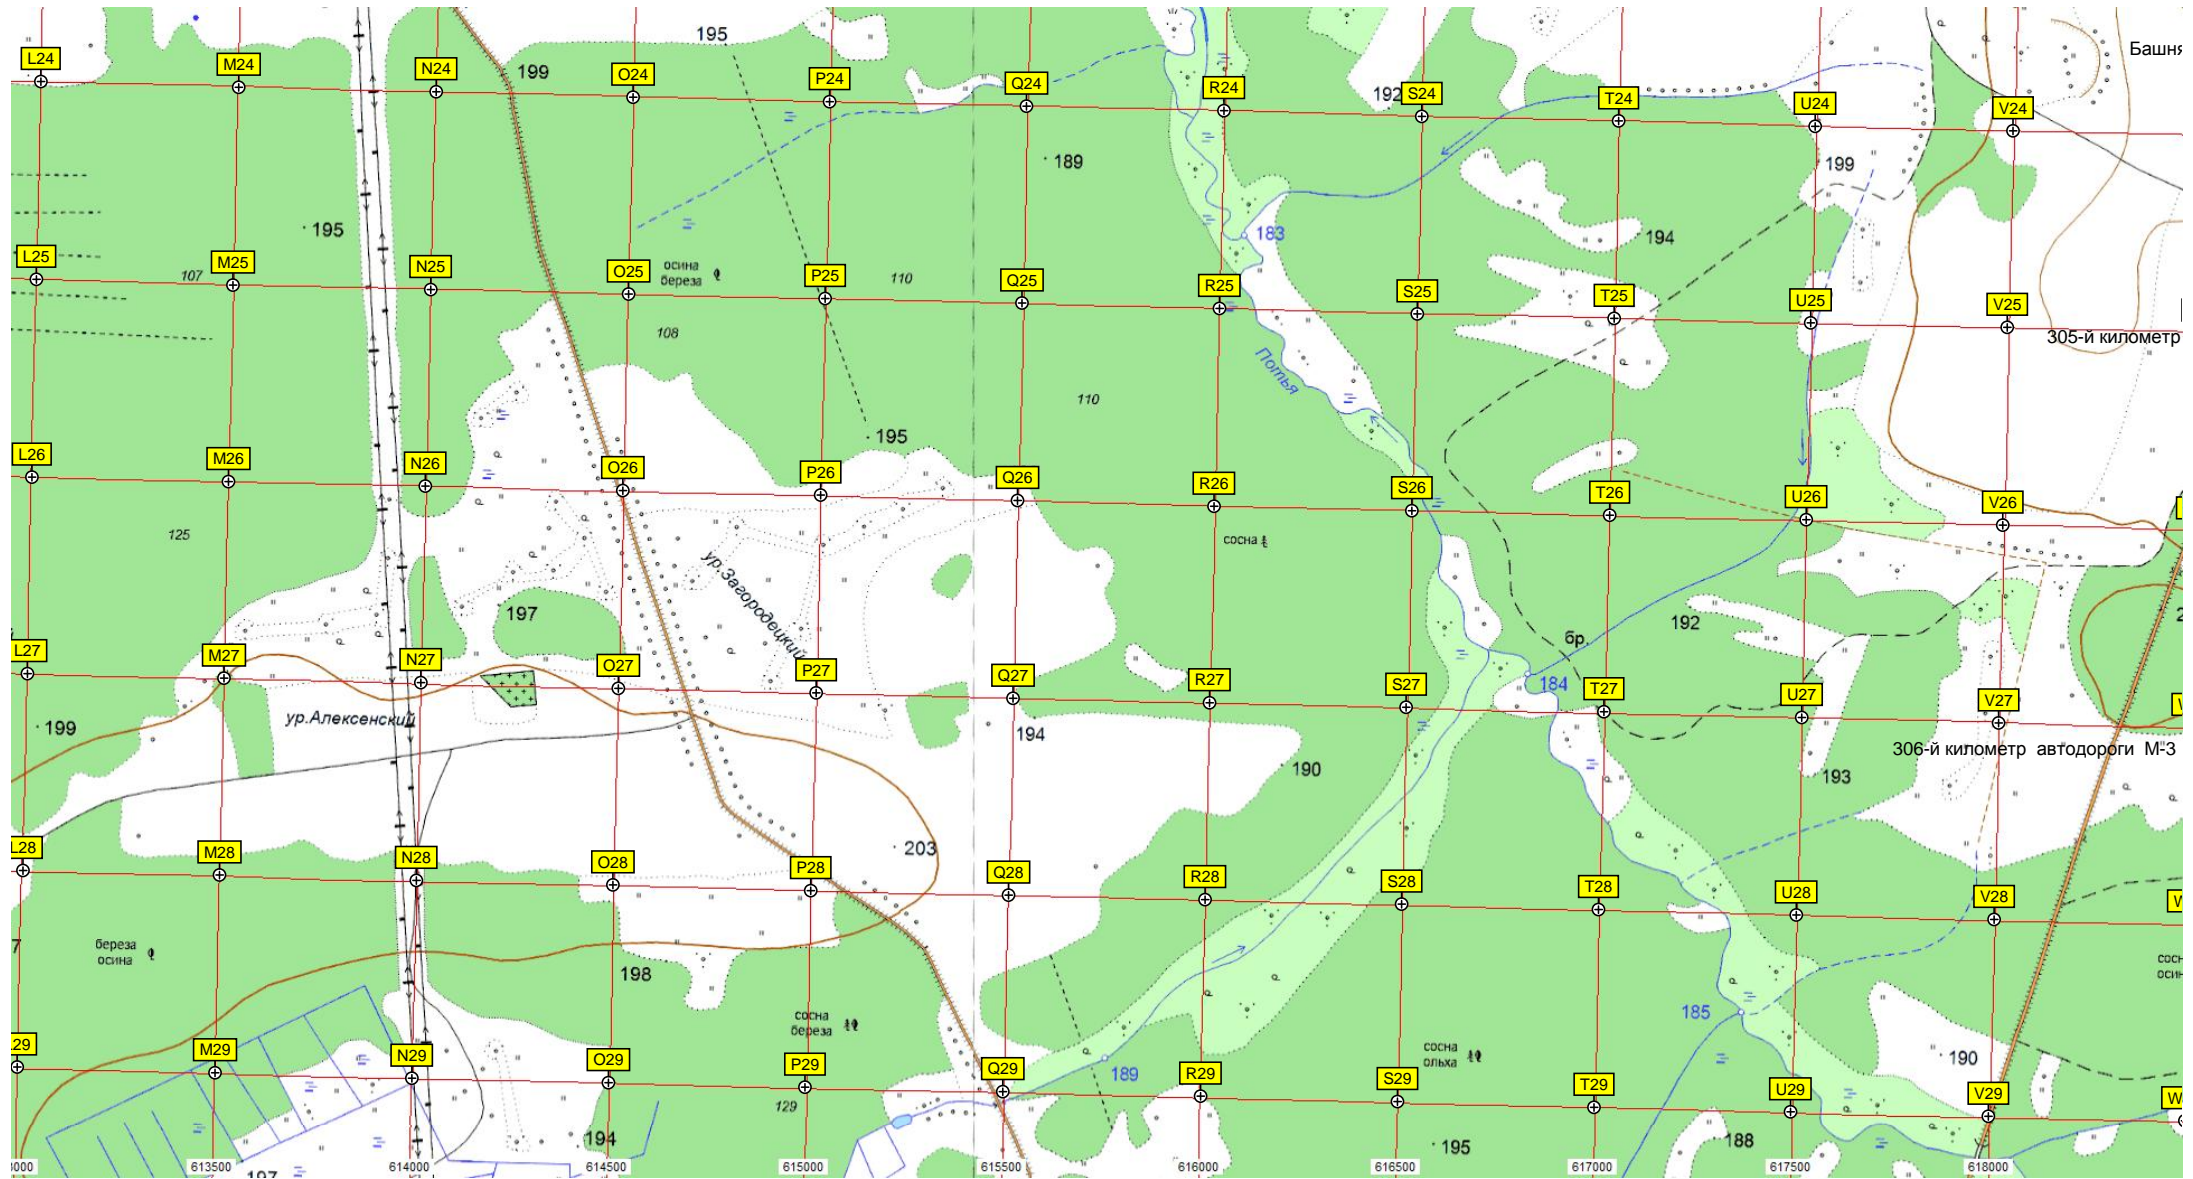 195
Башня
L24
M24
N24
199
O24
P24
Q24
R24
192
S24
T24
U24
V24
189
199
195
183
194
L25
107
M25
N25
O25
осина
береза
P25
110
Q25
R25
S25
T25
U25
V25
108
305-й километр
Потья
110
195
L26
M26
N26
O26
P26
Q26
R26
S26
T26
U26
V26
125
сосна
ур.Загородецкий
197
192
бр.
L27
M27
N27
O27
P27
Q27
R27
S27
184
T27
U27
V27
199
ур.Алексенский
194
306-й километр автодороги М-3
190
193
203
L28
M28
N28
O28
P28
Q28
R28
S28
T28
U28
V28
W
7
береза
осина
198
185
сосна
береза
сосна
ольха
190
29
M29
N29
O29
P29
Q29
189
R29
S29
T29
U29
V29
W
129
194
195
188
197
000
613500
614000
614500
615000
615500
616000
616500
617000
617500
618000